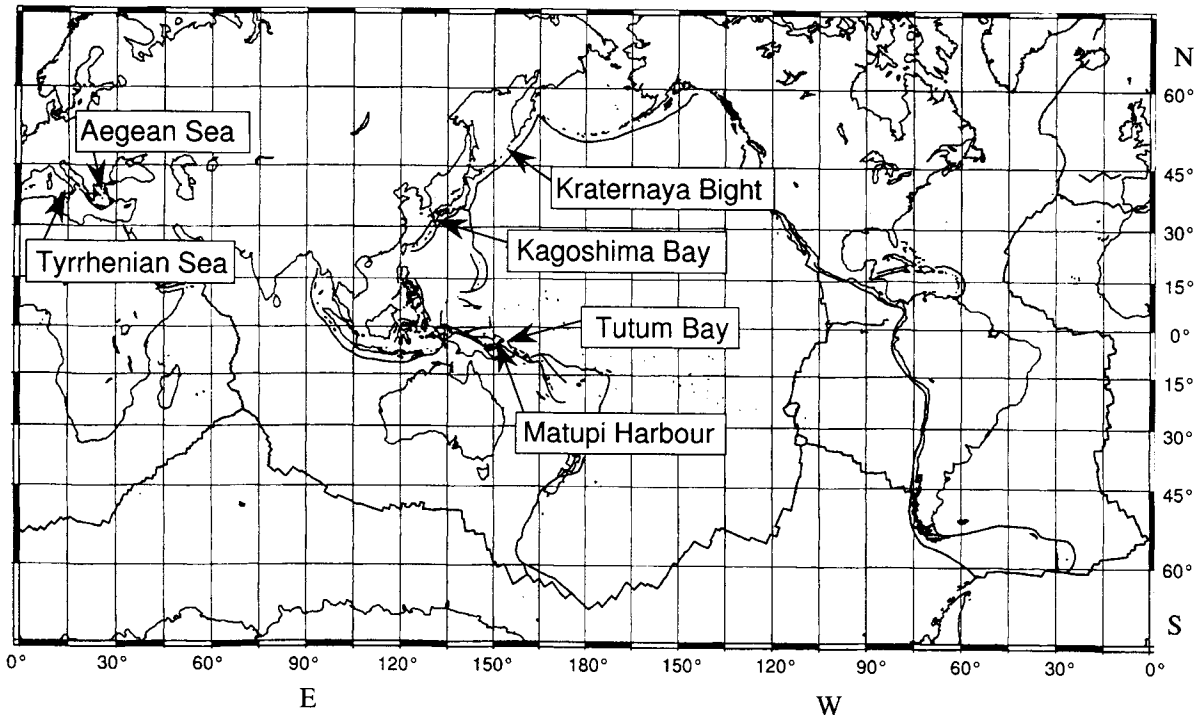 N
60°
Aegean Sea
45°
Kraternaya Bight
30°
Kagoshima Bay
Tyrrhenian Sea
15°
Tutum Bay
0°
15°
Matupi Harbour
30°
45°
60°
S
0° 30° 60° 90° 120° 150° 180° 150° 120° 90° 60° 30° 0°
E W